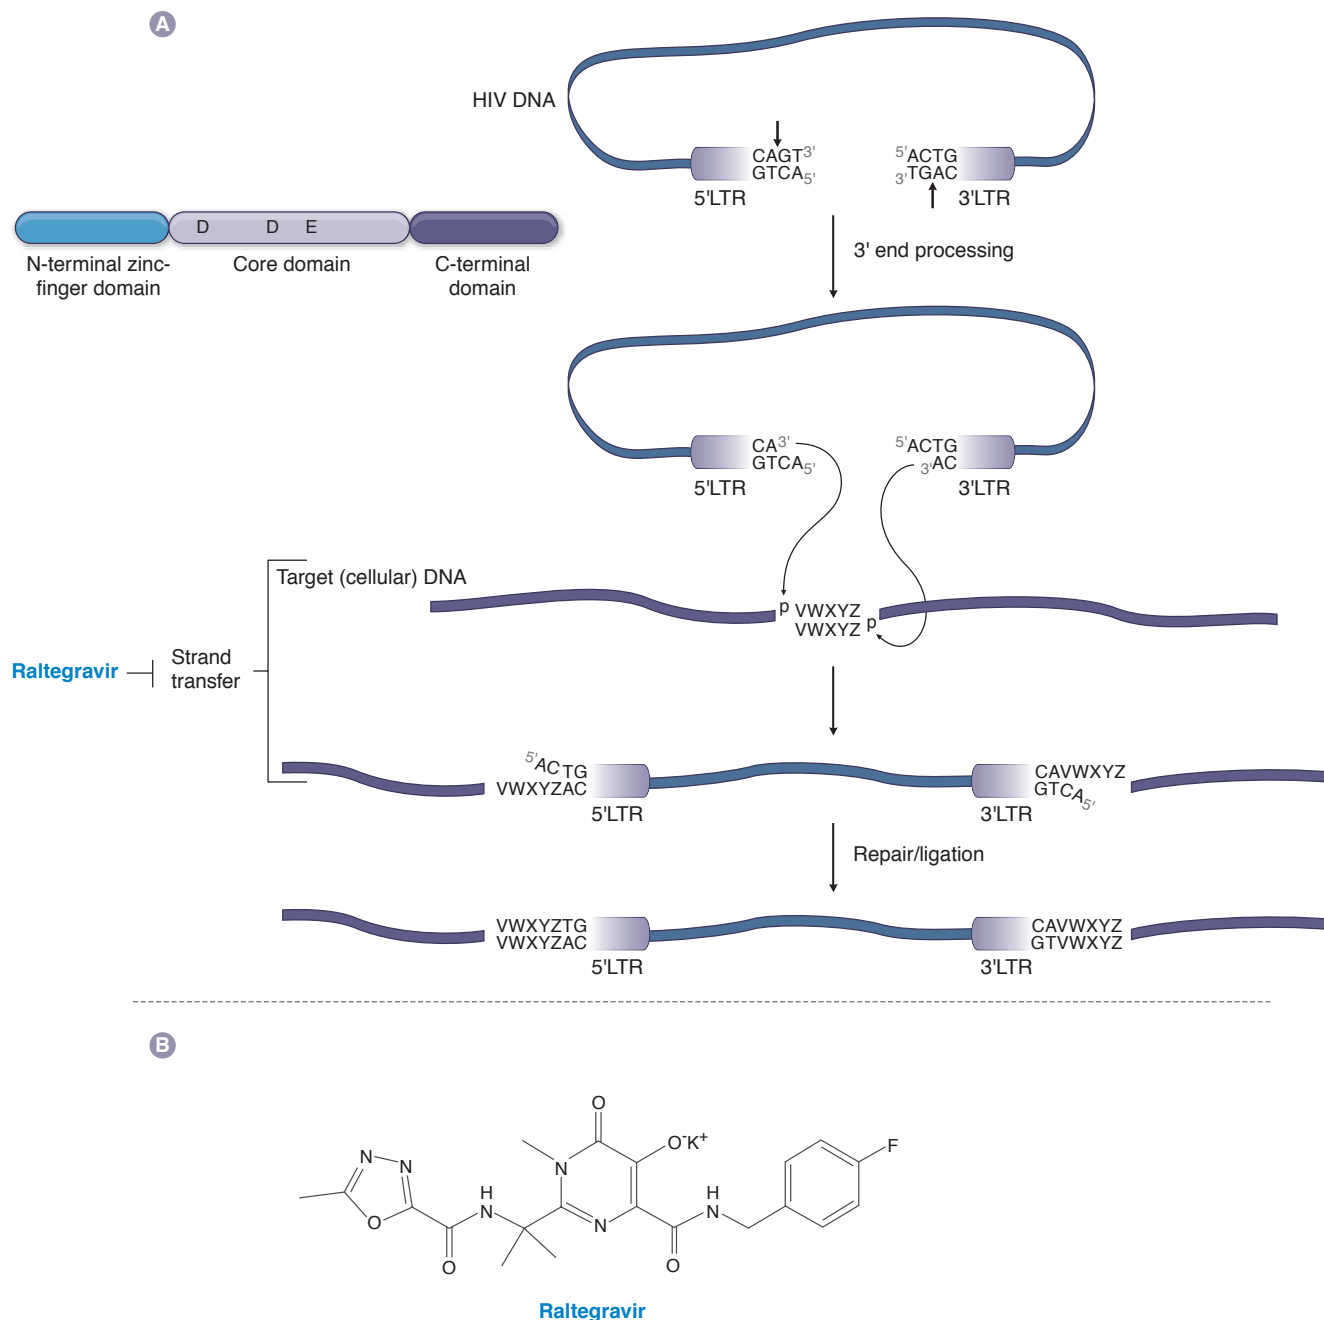 A
HIV DNA
CAGT3'
GTCA5'
5'ACTG
3'TGAC
5'LTR
3'LTR
D D E
N-terminal zinc-
finger domain
Core domain
C-terminal
domain
3' end processing
CA3'
GTCA5'
5'ACTG
3'AC
5'LTR
3'LTR
Target (cellular) DNA
p VWXYZ
VWXYZ p
Raltegravir
Strand
transfer
5'ACTG
VWXYZAC
5'LTR
CAVWXYZ
GTCA5'
3'LTR
Repair/ligation
VWXYZTG
VWXYZAC
5'LTR
CAVWXYZ
GTVWXYZ
3'LTR
B
O
O-K+
F
N
N
N
H
N
H
N
O
N
O
O
Raltegravir